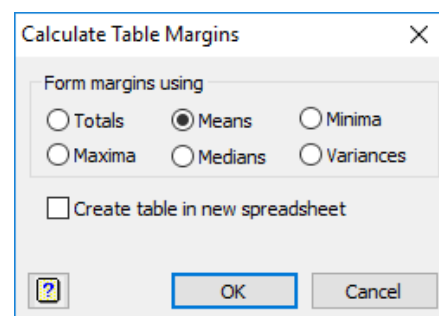 Calculate Table Margins
Form margins using
Totals Means Minima
Maxima Medians Variances
Create table in new spreadsheet
? OK Cancel